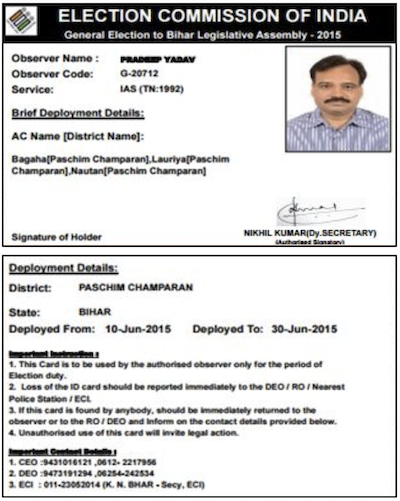 ELECTION COMMISSION OF INDIA
General Election to Bihar Legislative Assembly - 2015
Observer Name : PRADEEP YADAV
Observer Code: G-20712
Service: IAS (TN:1992)
Brief Deployment Details:
AC Name [District Name]:
Bagaha[Paschim Champaran],Lauriya[Paschim
Champaran],Nautan[Paschim Champaran]
NIKHIL KUMAR(Dy.SECRETARY)
Signature of Holder (Authorised Signatory)
Deployment Details:
District: PASCHIM CHAMPARAN
State: BIHAR
Deployed From: 10-Jun-2015 Deployed To: 30-Jun-2015
Important Instruction :
1. This Card is to be used by the authorised observer only for the period of
Election duty.
2. Loss of the ID card should be reported immediately to the DEO / RO / Nearest
Police Station / ECI.
3. If this card is found by anybody, should be immediately returned to the
observer or to the RO / DEO and Inform on the contact details provided below.
4. Unauthorised use of this card will invite legal action.
Important Contact Details :
1. CEO :9431016121 ,0612- 2217956
2. DEO :9473191294 ,06254-242534
3. ECI : 011-23052014 (K. N. BHAR - Secy, ECI)